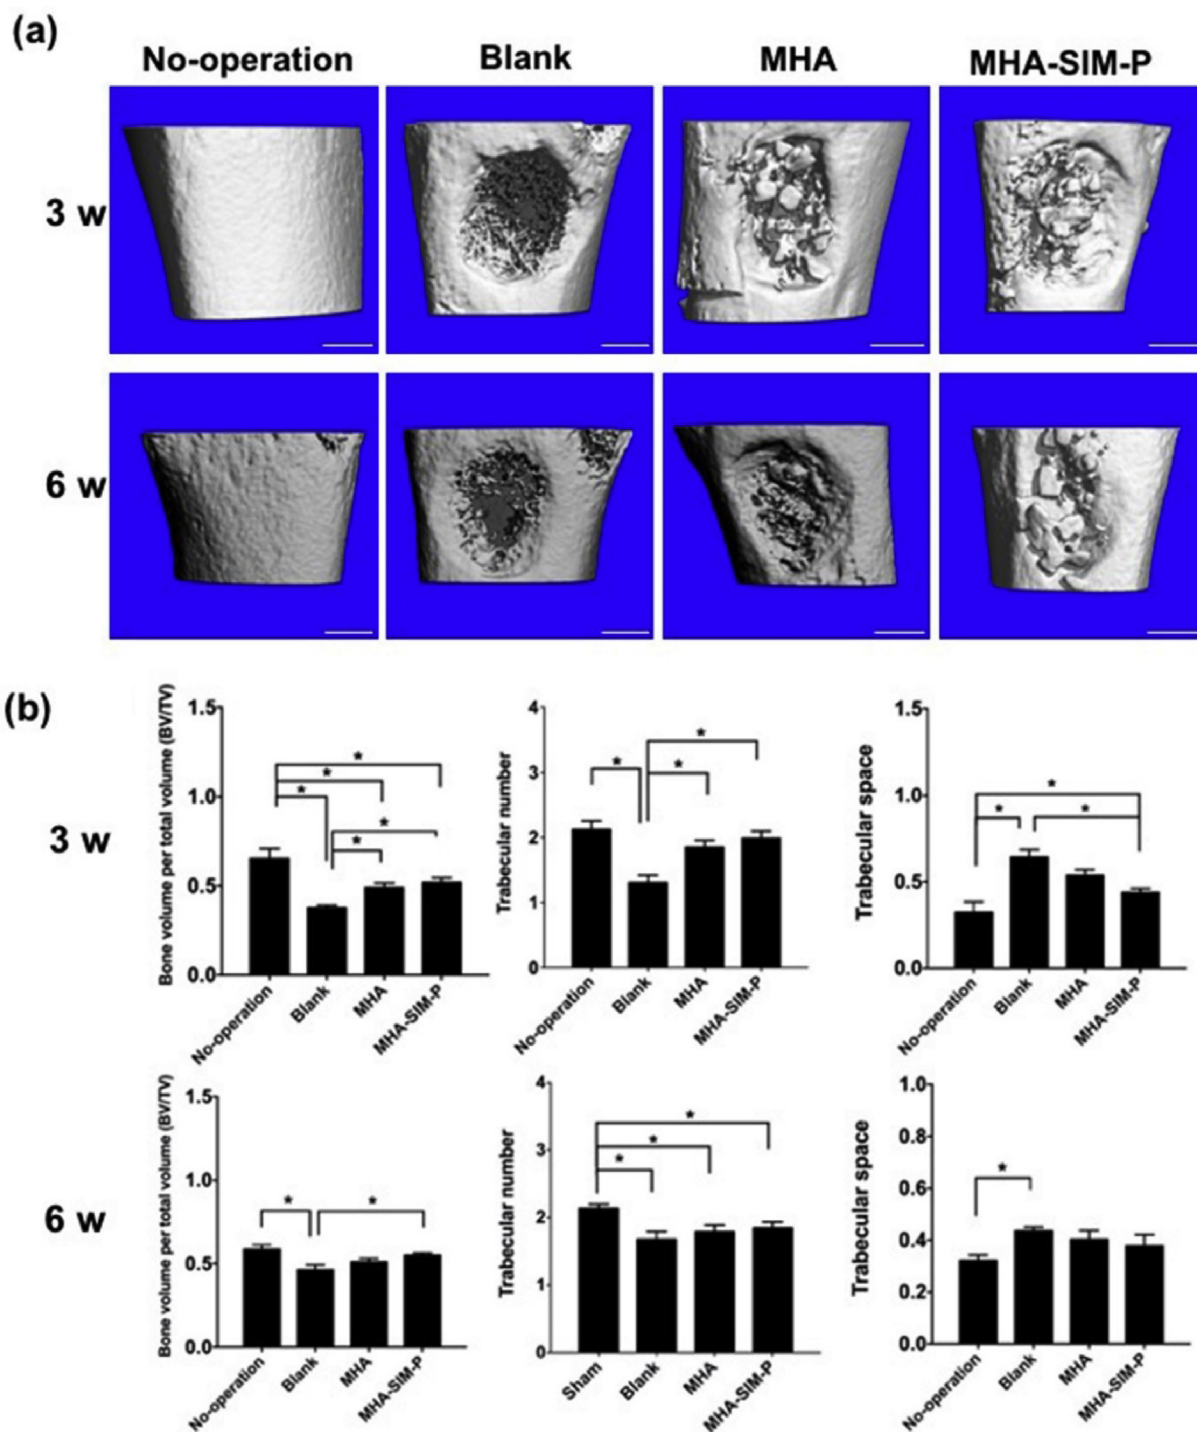 (a)
No-operation Blank MHA MHA-SIM-P
3 w
6 w
(b)
3 w
Bone volume per total volume (BV/TV)
1.5
1.0
0.5
0.0
* * * * *
No-operation Blank MHA MHA-SIM-P
Trabecular number
4
3
2
1
0
* * *
No-operation Blank MHA MHA-SIM-P
Trabecular space
1.5
1.0
0.5
0.0
* * *
No-operation Blank MHA MHA-SIM-P
6 w
Bone volume per total volume (BV/TV)
1.5
1.0
0.5
0.0
* *
No-operation Blank MHA MHA-SIM-P
Trabecular number
4
3
2
1
0
* * *
Sham Blank MHA MHA-SIM-P
Trabecular space
1.0
0.8
0.6
0.4
0.2
0.0
*
No-operation Blank MHA MHA-SIM-P